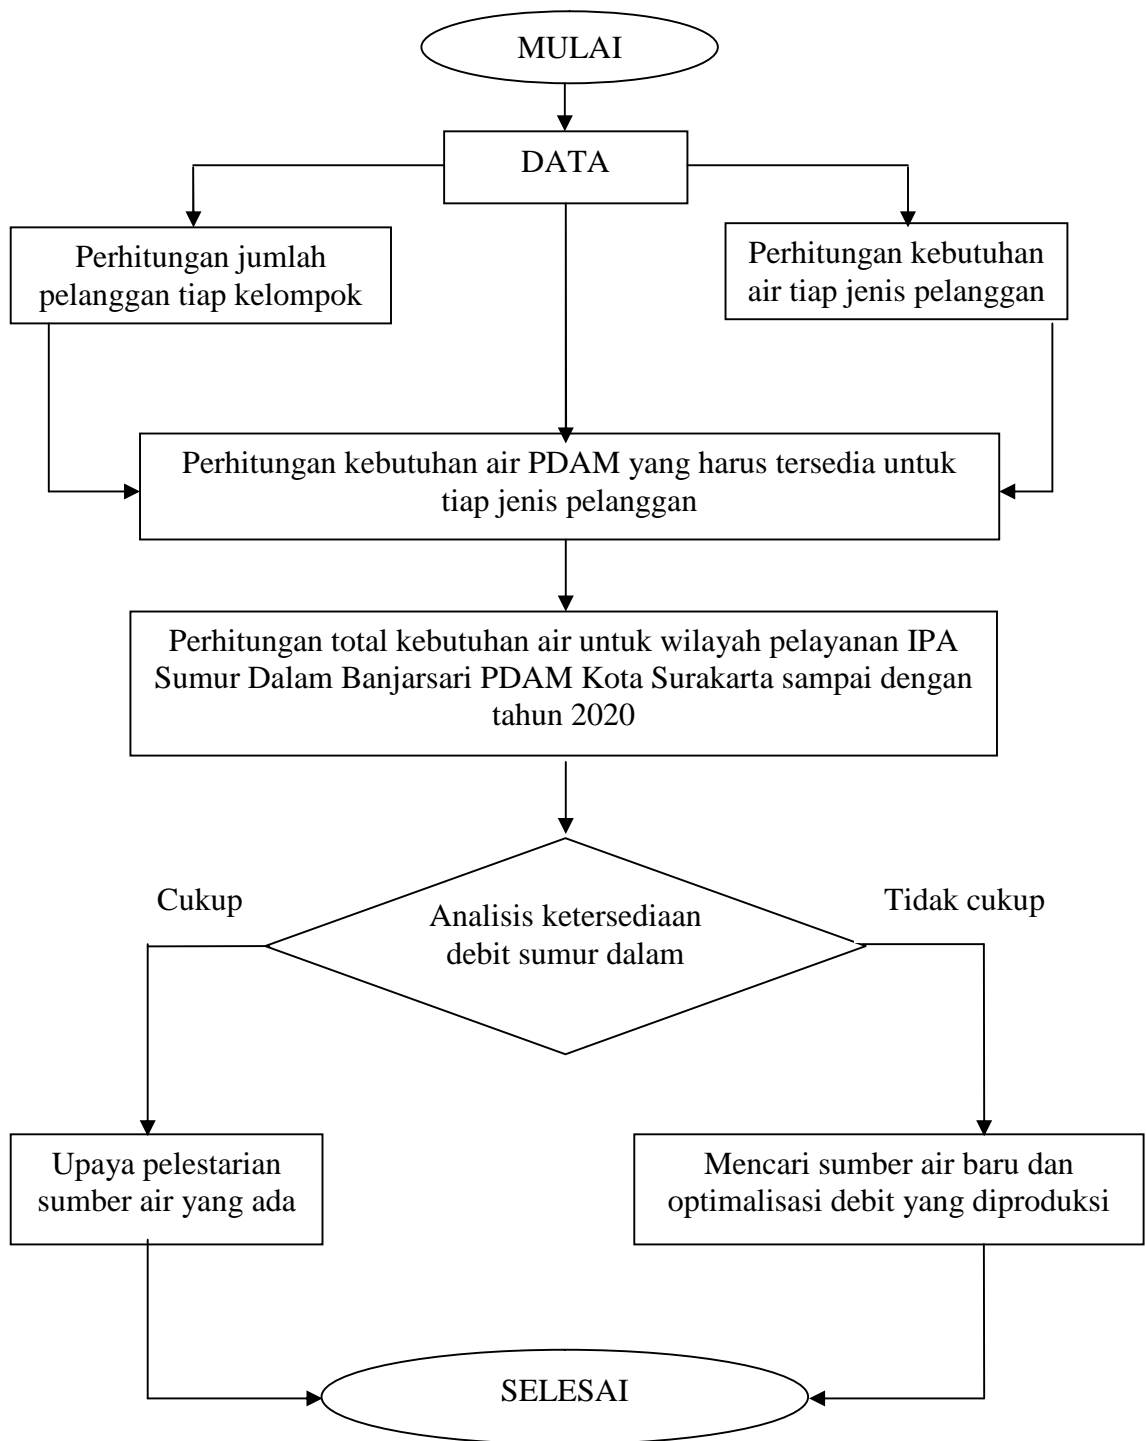 MULAI
DATA
Perhitungan jumlah
pelanggan tiap kelompok
Perhitungan kebutuhan
air tiap jenis pelanggan
Perhitungan kebutuhan air PDAM yang harus tersedia untuk
tiap jenis pelanggan
Perhitungan total kebutuhan air untuk wilayah pelayanan IPA
Sumur Dalam Banjarsari PDAM Kota Surakarta sampai dengan
tahun 2020
Cukup
Tidak cukup
Analisis ketersediaan
debit sumur dalam
Upaya pelestarian
sumber air yang ada
Mencari sumber air baru dan
optimalisasi debit yang diproduksi
SELESAI